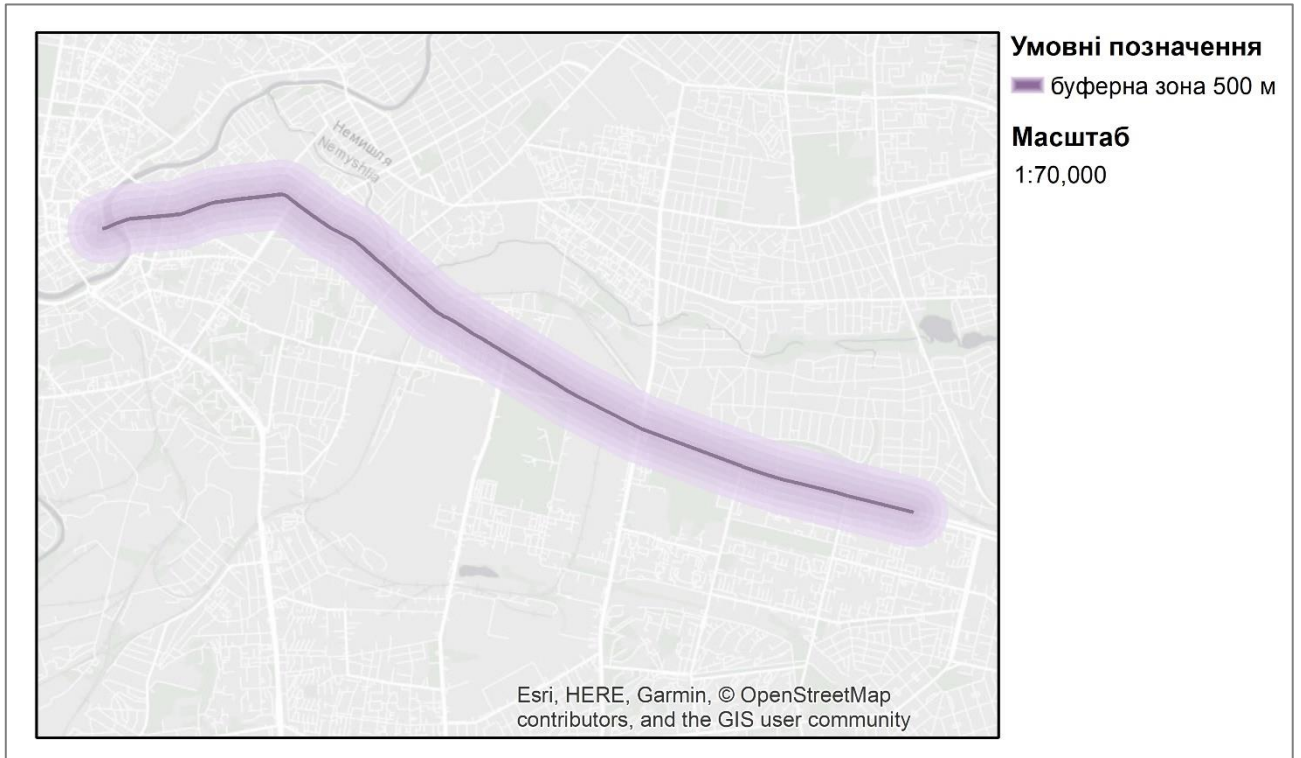 Умовні позначення
буферна зона 500 м
Масштаб
1:70,000
Немишля
Nemyshlia
Esri, HERE, Garmin, © OpenStreetMap
contributors, and the GIS user community